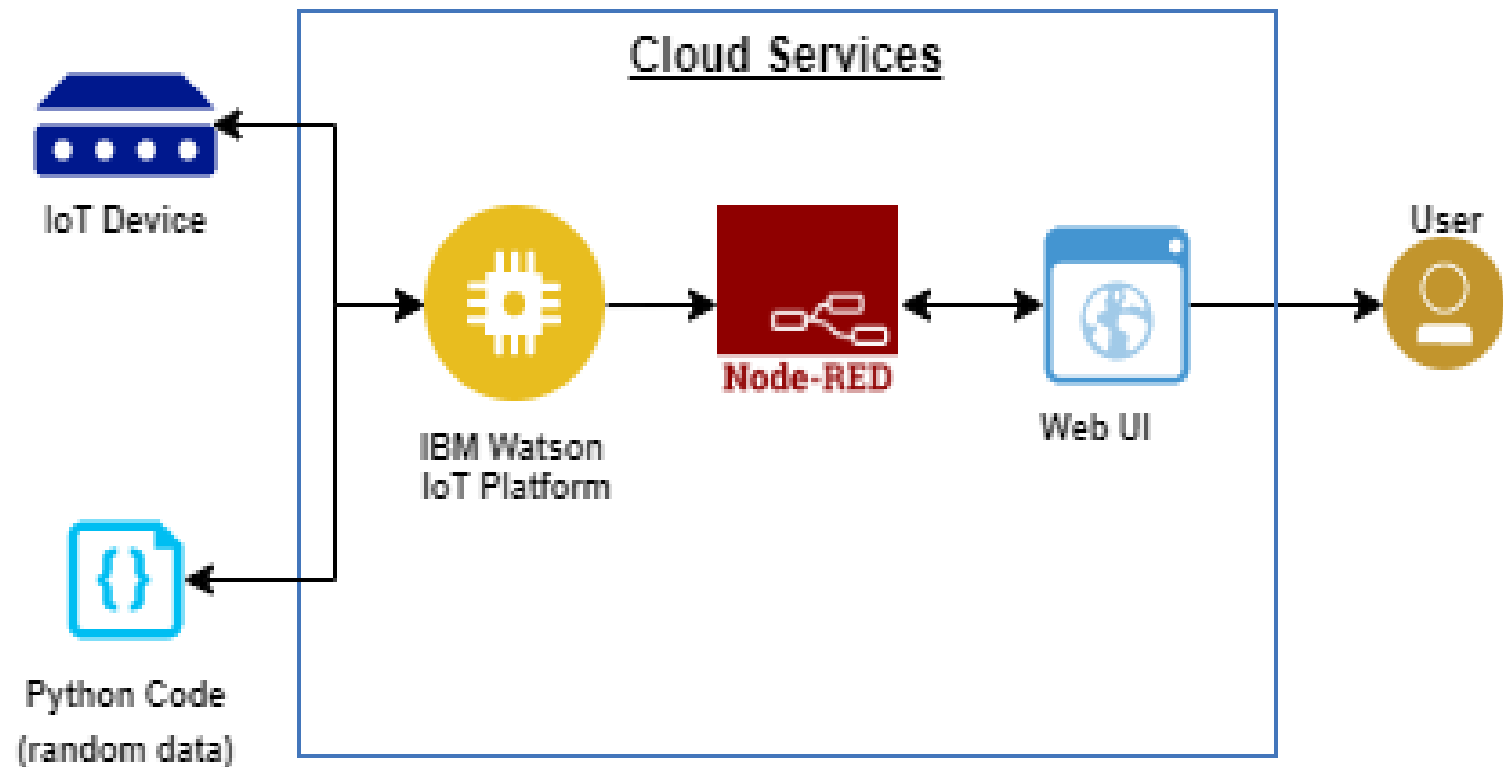 Cloud Services
IoT Device
User
Node-RED
Web UI
IBM Watson
IoT Platform
{}
Python Code
(random data)